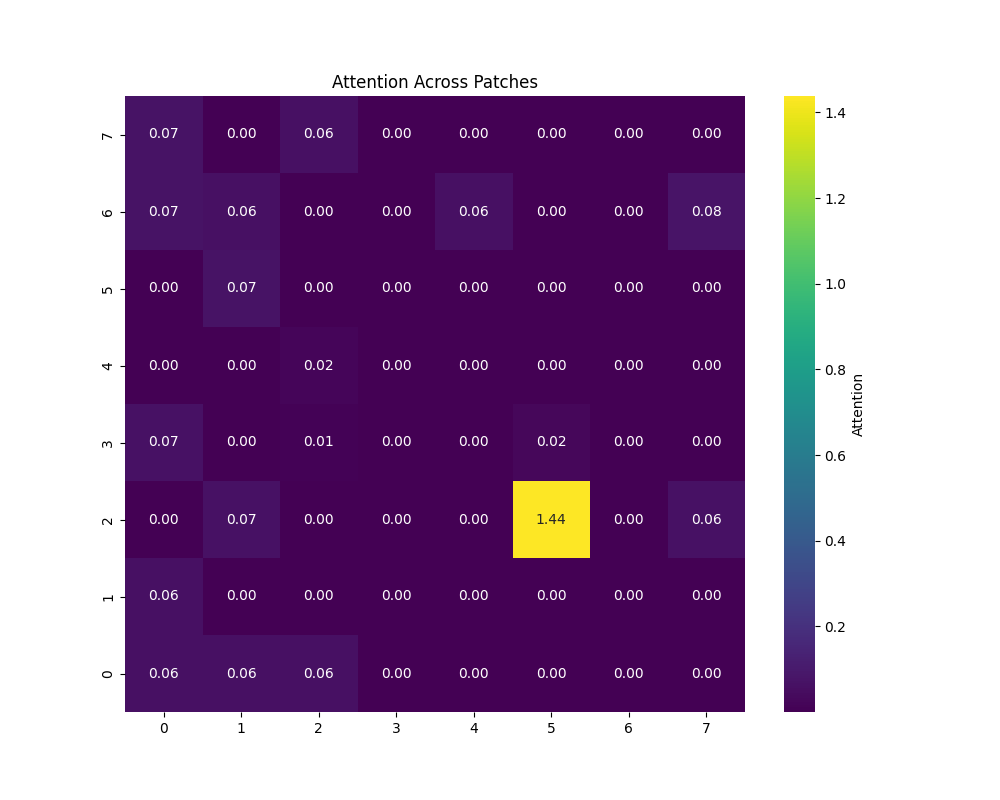 Attention Across Patches
7 0.07 0.00 0.06 0.00 0.00 0.00 0.00 0.00
6 0.07 0.06 0.00 0.00 0.06 0.00 0.00 0.08
5 0.00 0.07 0.00 0.00 0.00 0.00 0.00 0.00
4 0.00 0.00 0.02 0.00 0.00 0.00 0.00 0.00
3 0.07 0.00 0.01 0.00 0.00 0.02 0.00 0.00
2 0.00 0.07 0.00 0.00 0.00 1.44 0.00 0.06
1 0.06 0.00 0.00 0.00 0.00 0.00 0.00 0.00
0 0.06 0.06 0.06 0.00 0.00 0.00 0.00 0.00
0 1 2 3 4 5 6 7
1.4
1.2
1.0
0.8
0.6
0.4
0.2
Attention